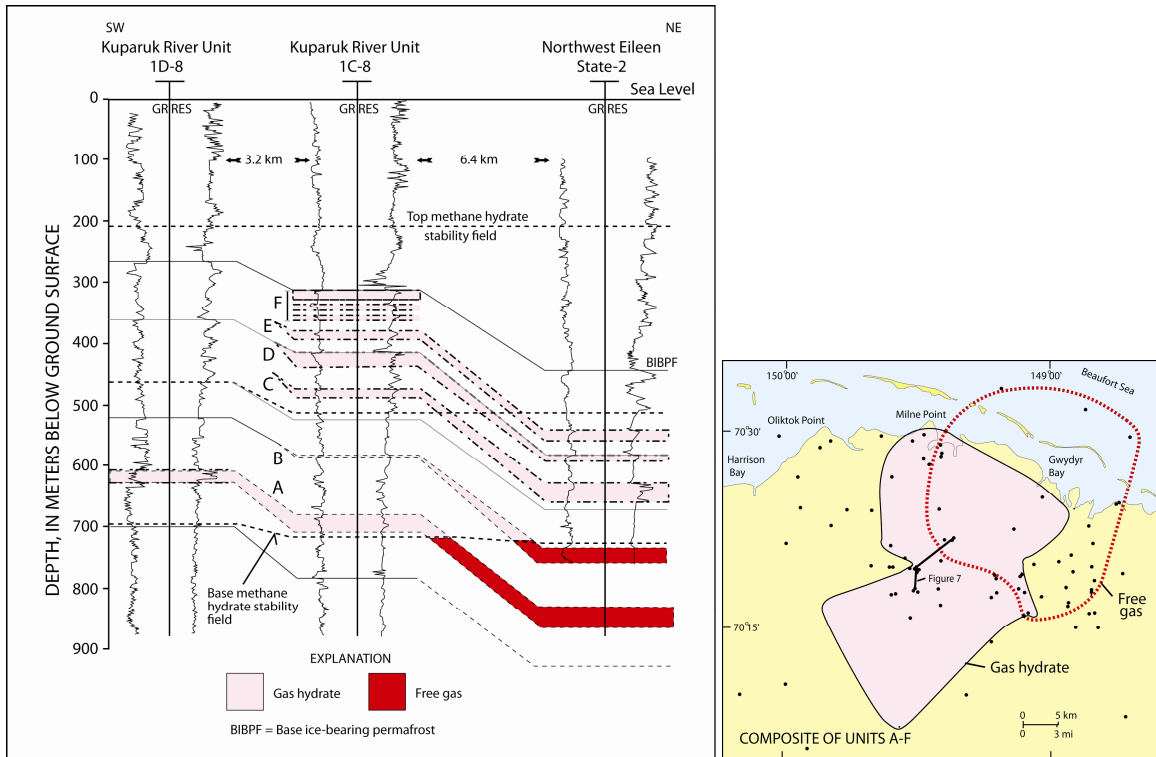 SW
NE
Kuparuk River Unit
1D-8
Kuparuk River Unit
1C-8
Northwest Eileen
State-2
Sea Level
GR RES
GR RES
GR RES
DEPTH, IN METERS BELOW GROUND SURFACE
0
100
200
300
400
500
600
700
800
900
3.2 km
6.4 km
Top methane hydrate
stability field
F
E
D
C
B
A
BIBPF
Base methane
hydrate stability
field
EXPLANATION
Gas hydrate
Free gas
BIBPF = Base ice-bearing permafrost
150°00'
149°00'
Beaufort Sea
Oliktok Point
Milne Point
70°30'
Harrison
Bay
Gwydyr
Bay
Figure 7
Free
gas
70°15'
Gas hydrate
0 5 km
0 3 mi
COMPOSITE OF UNITS A-F